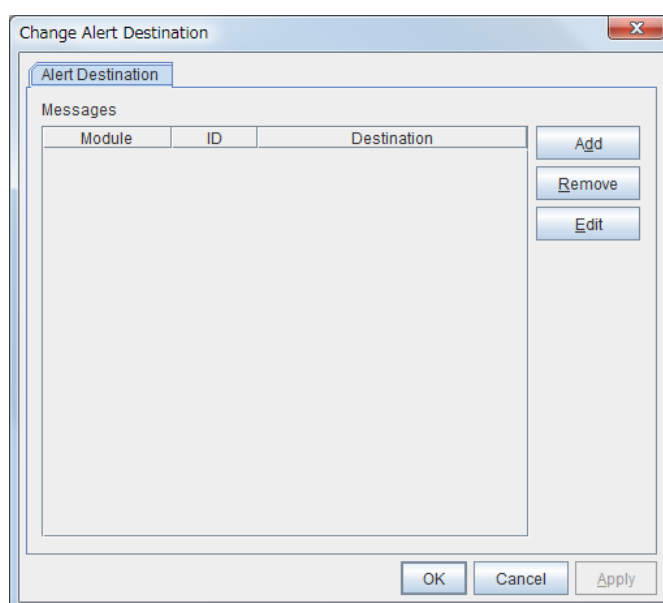 Change Alert Destination
Alert Destination
Messages
Module ID Destination
Add
Remove
Edit
OK Cancel Apply